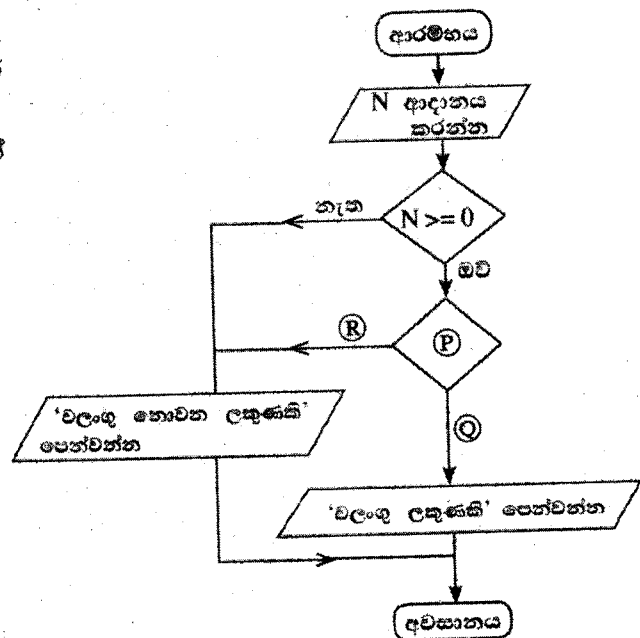 ආරම්භය
N ආදානය
කරන්න
N >= 0
නැත
ඔව්
R
P
'වලංගු නොවන ලකුණකි'
පෙන්වන්න
Q
'වලංගු ලකුණකි' පෙන්වන්න
අවසානය